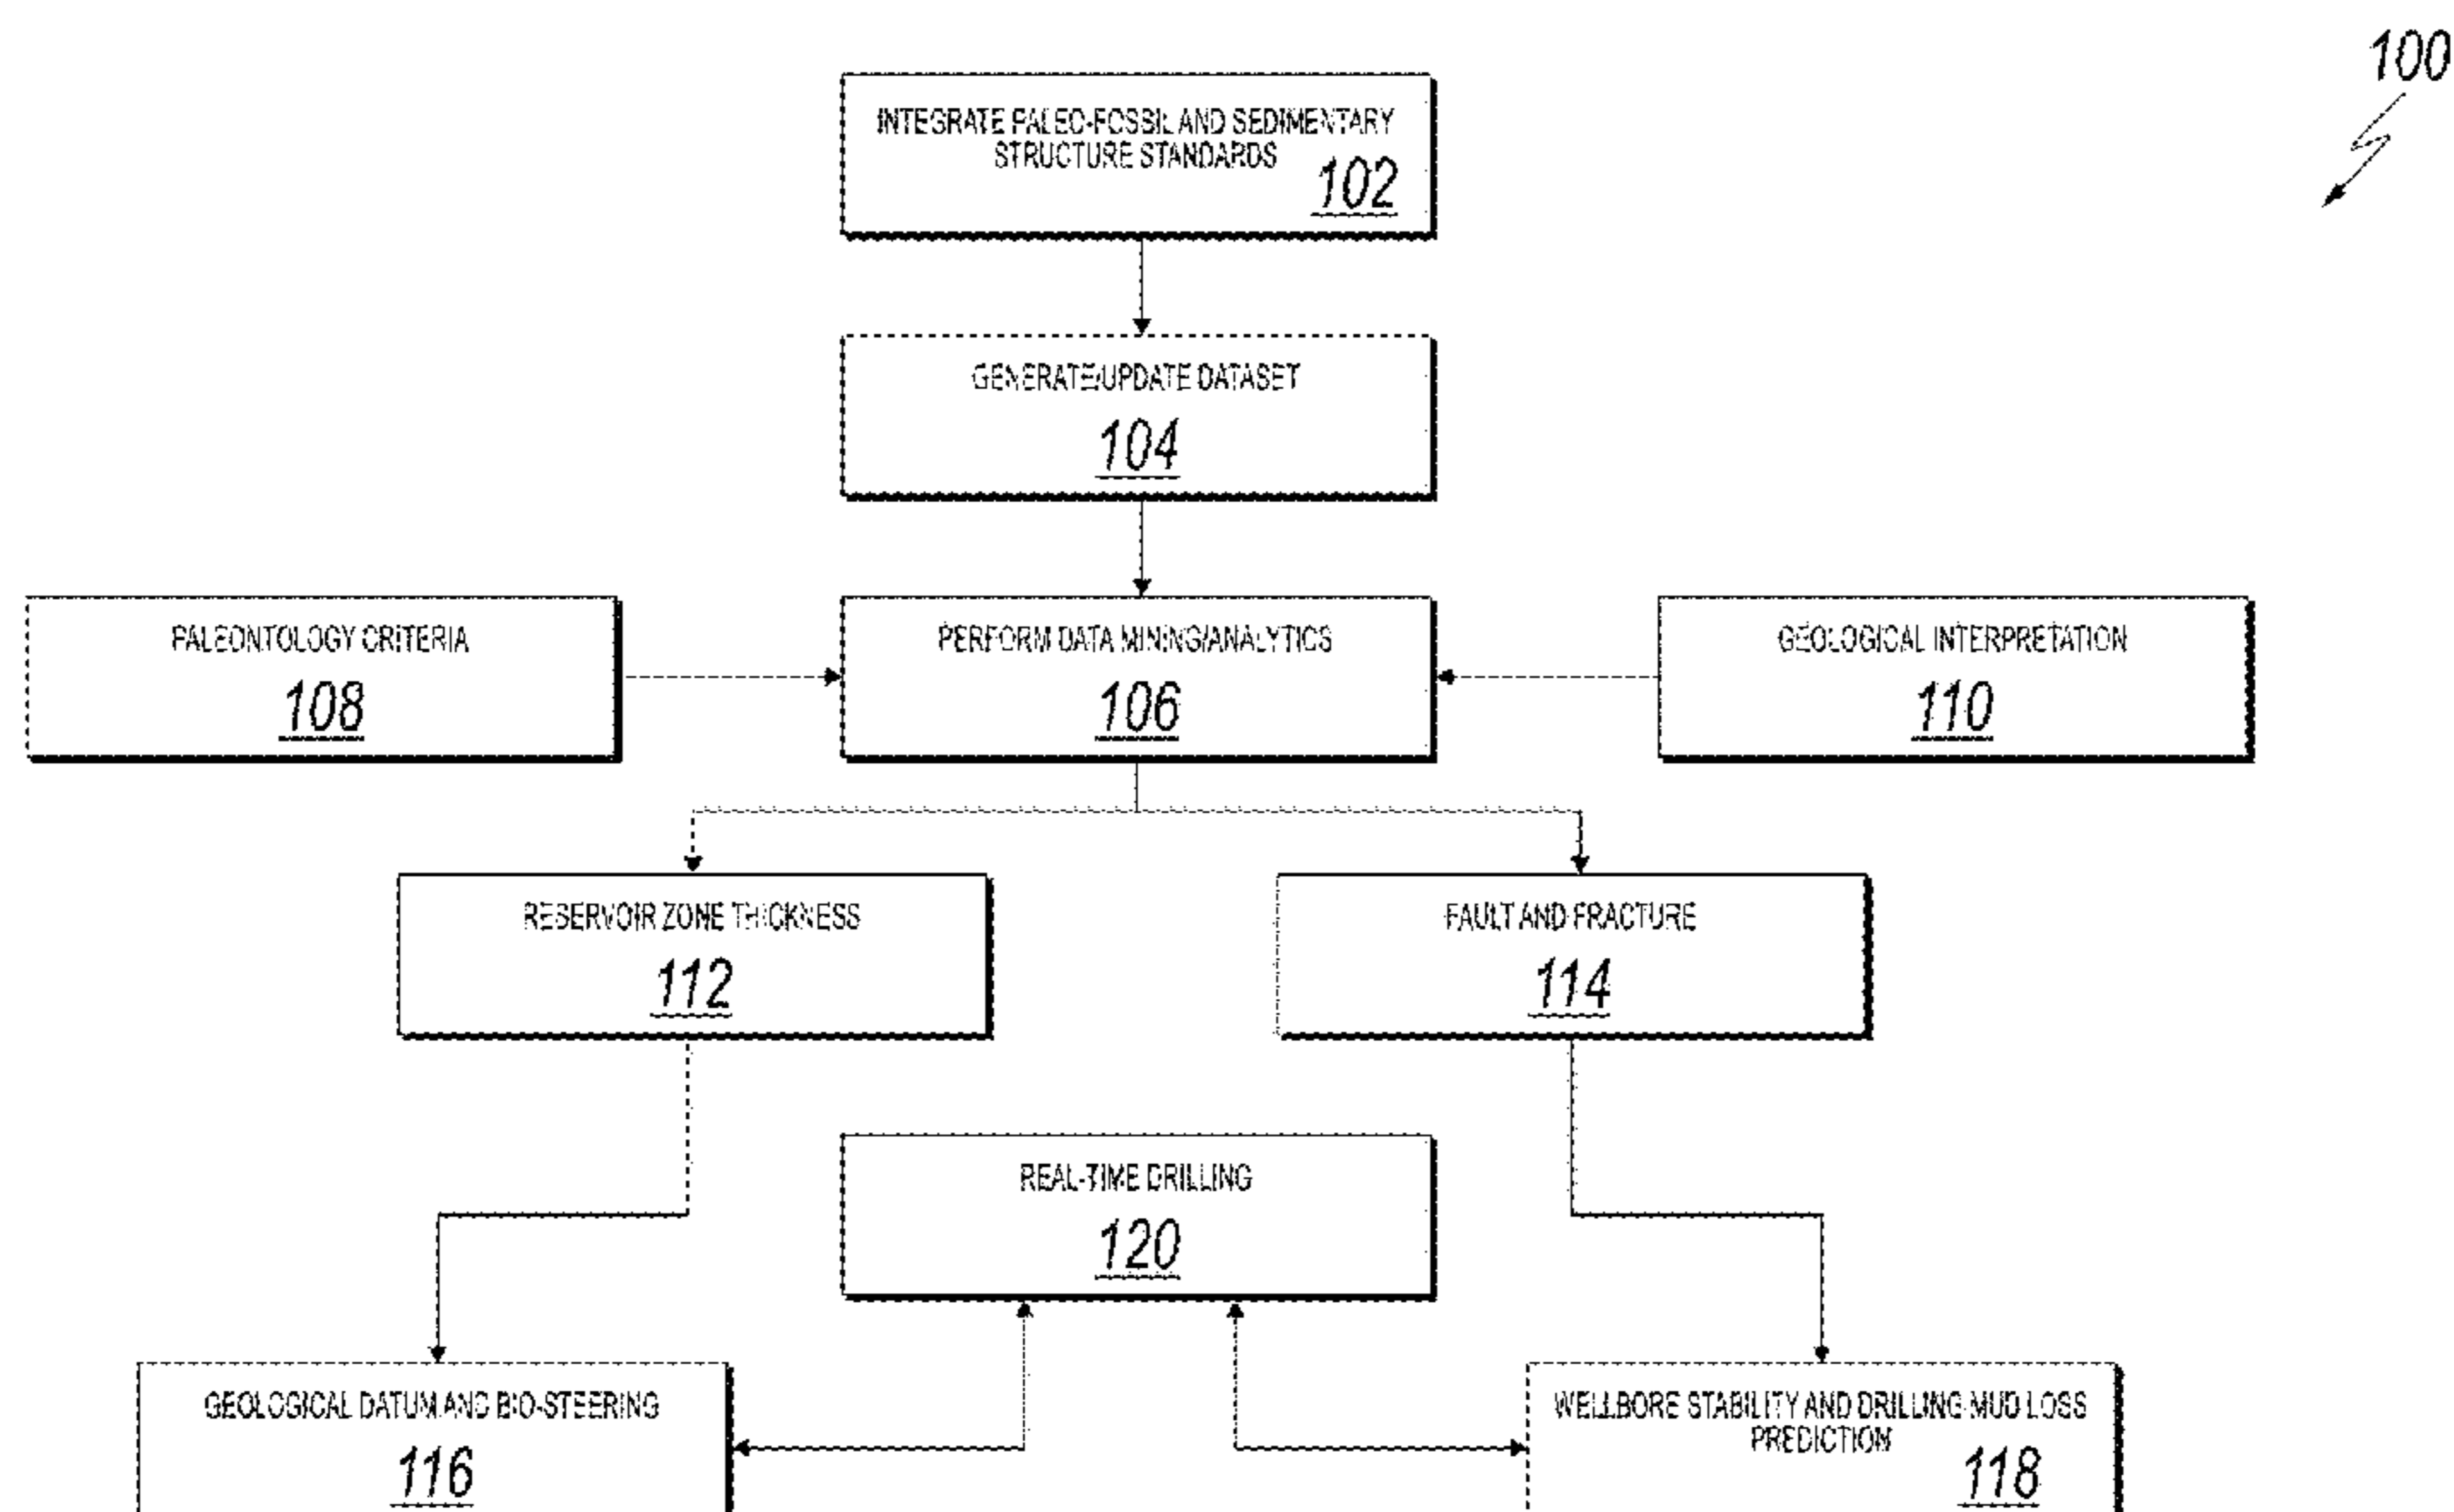 100
INTEGRATE PALEO-FOSSIL AND SEDIMENTARY
STRUCTURE STANDARDS
102
GENERATE/UPDATE DATASET
104
PALEONTOLOGY CRITERIA
108
PERFORM DATA MINING/ANALYTICS
106
GEOLOGICAL INTERPRETATION
110
RESERVOIR ZONE THICKNESS
112
FAULT AND FRACTURE
114
REAL-TIME DRILLING
120
GEOLOGICAL DATUM AND BIO-STEERING
116
WELLBORE STABILITY AND DRILLING MUD LOSS
PREDICTION
118